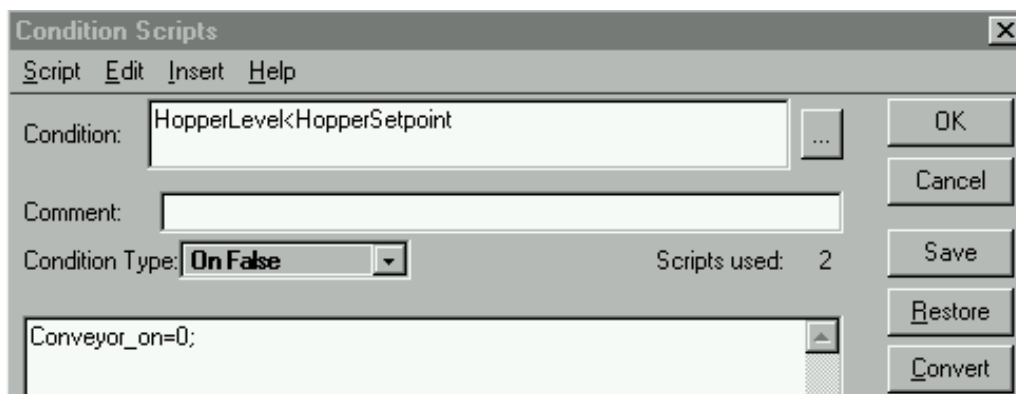 Condition Scripts
Script Edit Insert Help
Condition: HopperLevel<HopperSetpoint ... OK
Cancel
Comment:
Condition Type: On False Scripts used: 2 Save
Restore
Conveyor_on=0;
Convert